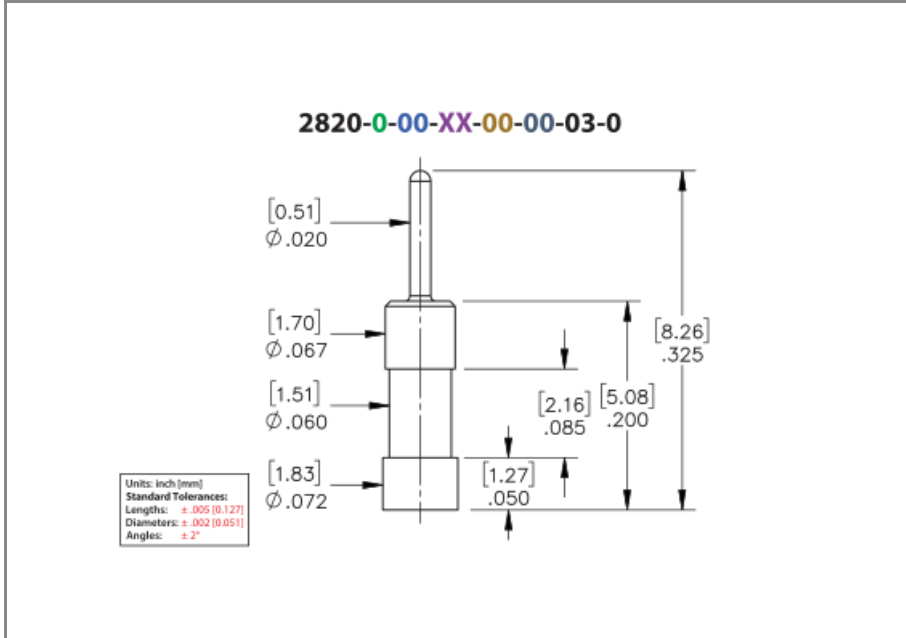 2820-0-00-XX-00-00-03-0
[0.51]
Ø.020
[1.70]
Ø.067
[8.26]
.325
[1.51]
Ø.060
[2.16]
.085
[5.08]
.200
[1.83]
Ø.072
[1.27]
.050
Units: inch [mm]
Standard Tolerances:
Lengths: ± .005 [0.127]
Diameters: ± .002 [0.051]
Angles: ± 2°